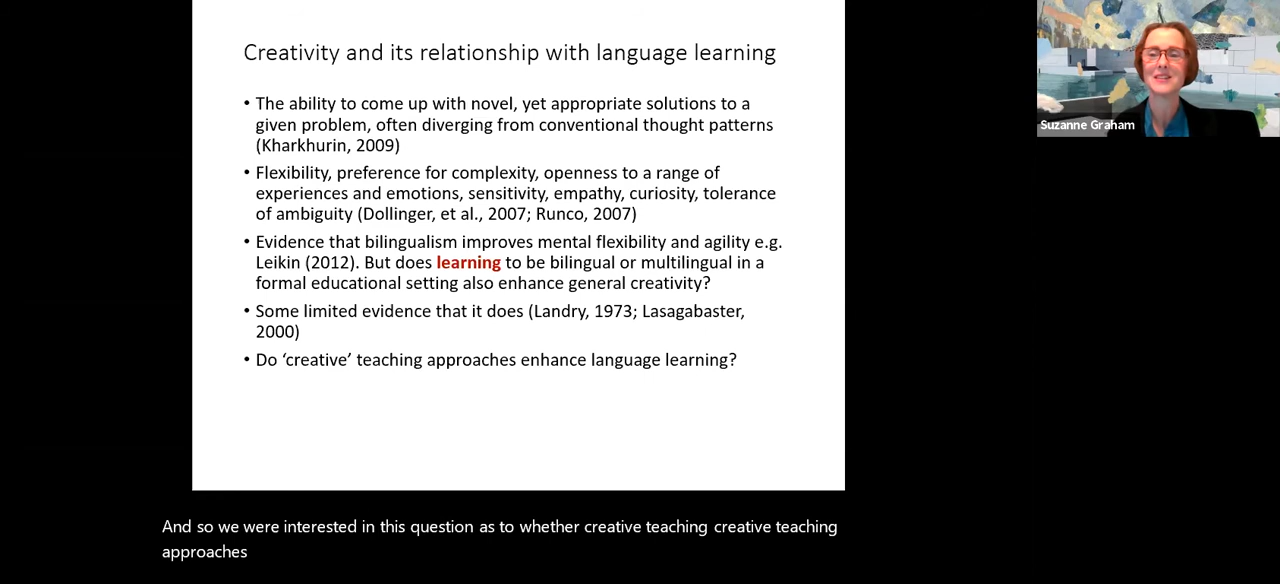 Creativity and its relationship with language learning
• The ability to come up with novel, yet appropriate solutions to a
given problem, often diverging from conventional thought patterns
(Kharkhurin, 2009)
• Flexibility, preference for complexity, openness to a range of
experiences and emotions, sensitivity, empathy, curiosity, tolerance
of ambiguity (Dollinger, et al., 2007; Runco, 2007)
• Evidence that bilingualism improves mental flexibility and agility e.g.
Leikin (2012). But does learning to be bilingual or multilingual in a
formal educational setting also enhance general creativity?
• Some limited evidence that it does (Landry, 1973; Lasagabaster,
2000)
• Do ‘creative’ teaching approaches enhance language learning?
Suzanne Graham
And so we were interested in this question as to whether creative teaching creative teaching
approaches